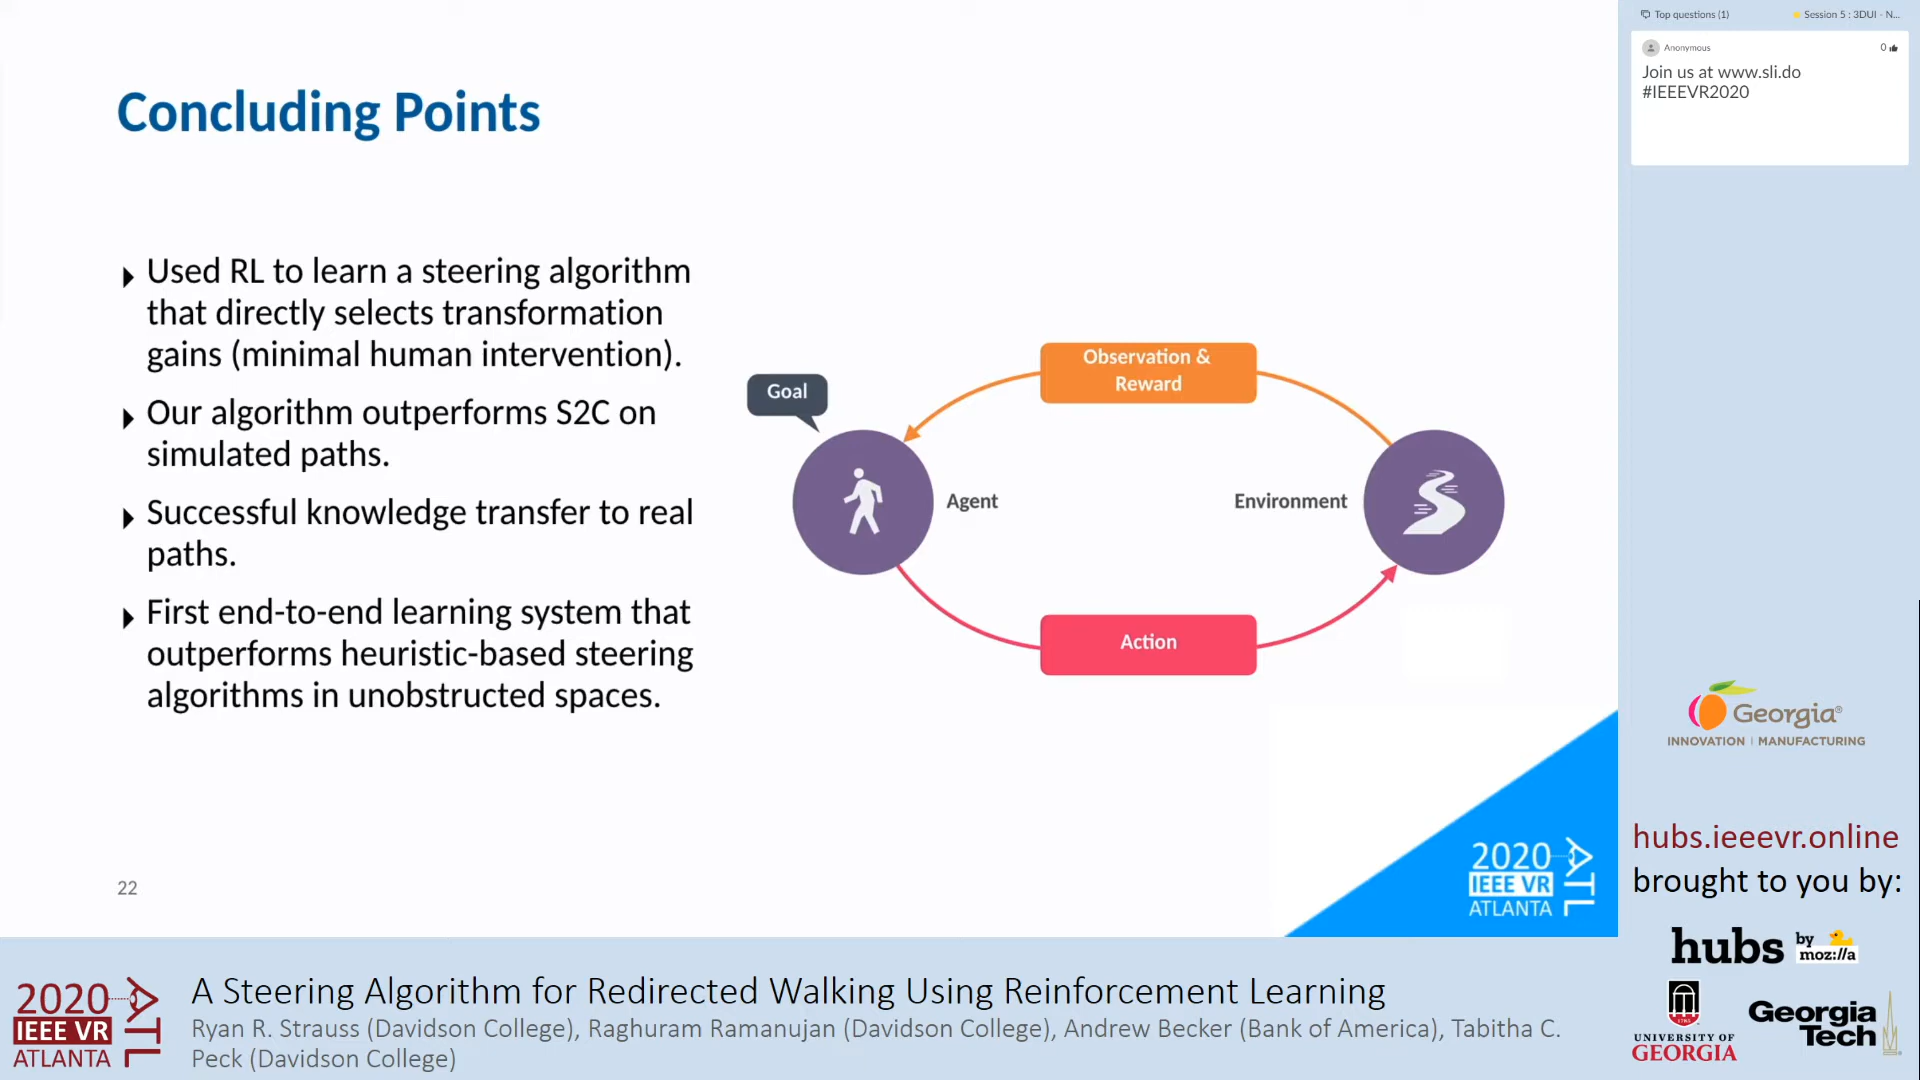 Concluding Points
Used RL to learn a steering algorithm
that directly selects transformation
gains (minimal human intervention).
Our algorithm outperforms S2C on
simulated paths.
Successful knowledge transfer to real
paths.
First end-to-end learning system that
outperforms heuristic-based steering
algorithms in unobstructed spaces.
Goal
Observation &
Reward
Agent
Environment
Action
22
2020
IEEE VR
ATLANTA
ATL
Top questions (1)
Session 5 : 3DUI - N...
Anonymous
0
Join us at www.sli.do
#IEEEVR2020
Georgia®
INNOVATION | MANUFACTURING
hubs.ieeevr.online
brought to you by:
hubs by
moz://a
UNIVERSITY OF
GEORGIA
Georgia
Tech
2020
IEEE VR
ATLANTA
ATL
A Steering Algorithm for Redirected Walking Using Reinforcement Learning
Ryan R. Strauss (Davidson College), Raghuram Ramanujan (Davidson College), Andrew Becker (Bank of America), Tabitha C.
Peck (Davidson College)